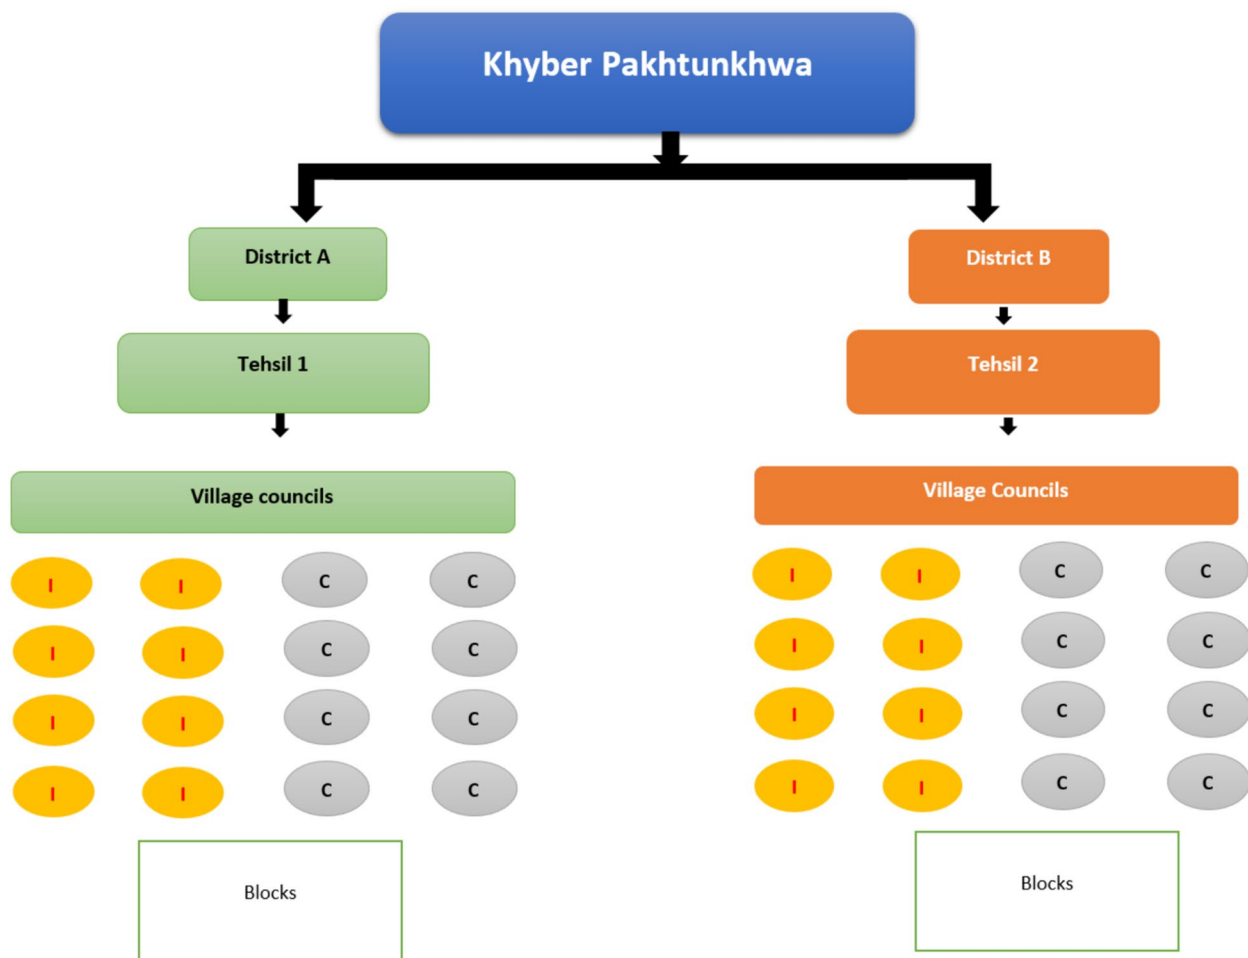 Khyber Pakhtunkhwa
District A
District B
Tehsil 1
Tehsil 2
Village councils
Village Councils
I I C C I I C C
I I C C I I C C
I I C C I I C C
I I C C I I C C
Blocks
Blocks